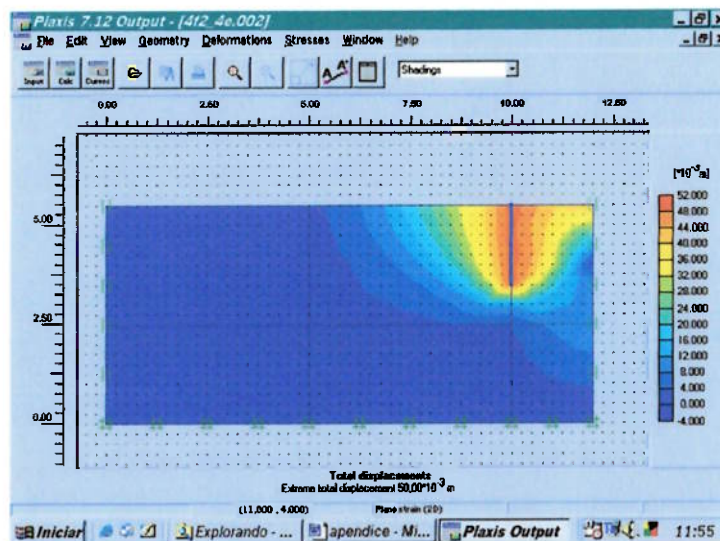 Plaxis 7.12 Output - [4f2_4e.002]
File Edit View Geometry Deformations Stresses Window Help
Input Calc Curves Shadings
0.00 2.50 5.00 7.50 10.00 12.50
[*10⁻³ m]
52.000
48.000
44.000
40.000
36.000
32.000
28.000
24.000
20.000
16.000
12.000
8.000
4.000
0.000
-4.000
5.00
2.50
0.00
Total displacements
Extreme total displacement 50,00*10⁻³ m
(11,000 , 4,000) Plane strain (2D)
Iniciar Explorando - ... apendice - Mi... Plaxis Output 11:55